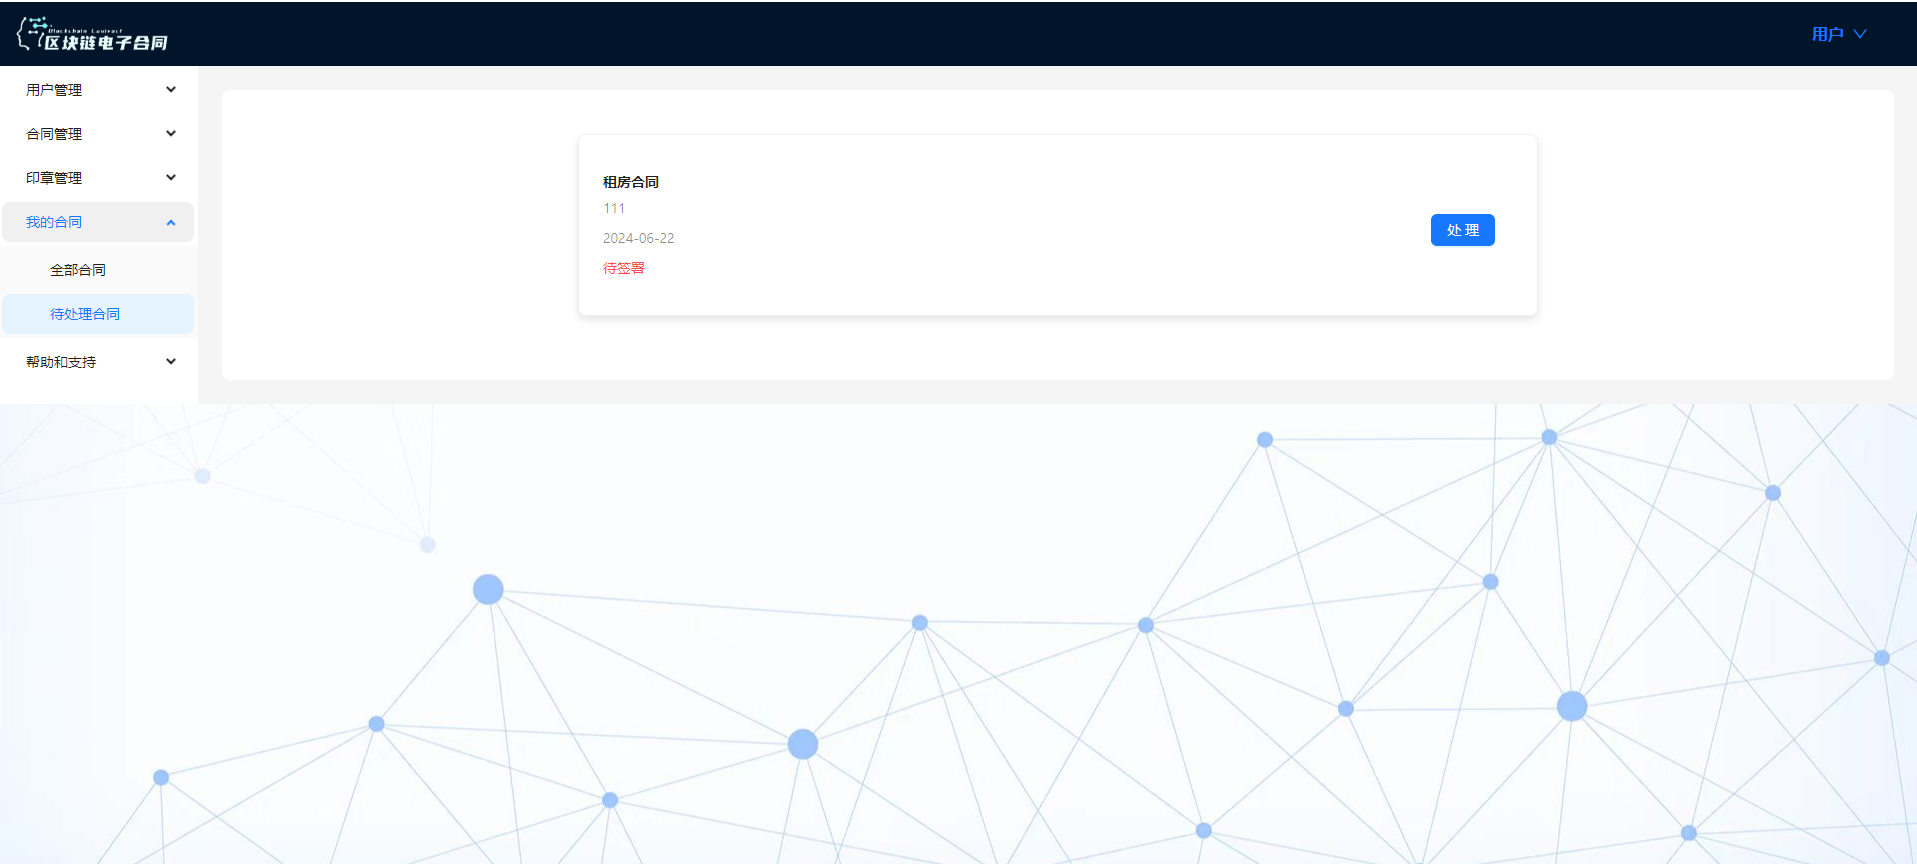 Blockchain Contract
区块链电子合同
用户
用户管理
合同管理
印章管理
我的合同
全部合同
待处理合同
帮助和支持
租房合同
111
2024-06-22
待签署
处 理